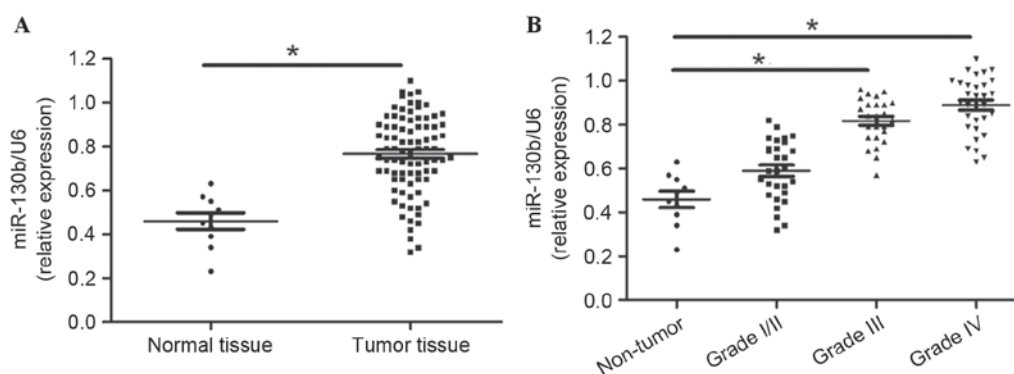 A
*
1.2
1.0
0.8
0.6
0.4
0.2
0.0
miR-130b/U6
(relative expression)
Normal tissue
Tumor tissue
B
*
*
1.2
1.0
0.8
0.6
0.4
0.2
0.0
miR-130b/U6
(relative expression)
Non-tumor
Grade I/II
Grade III
Grade IV